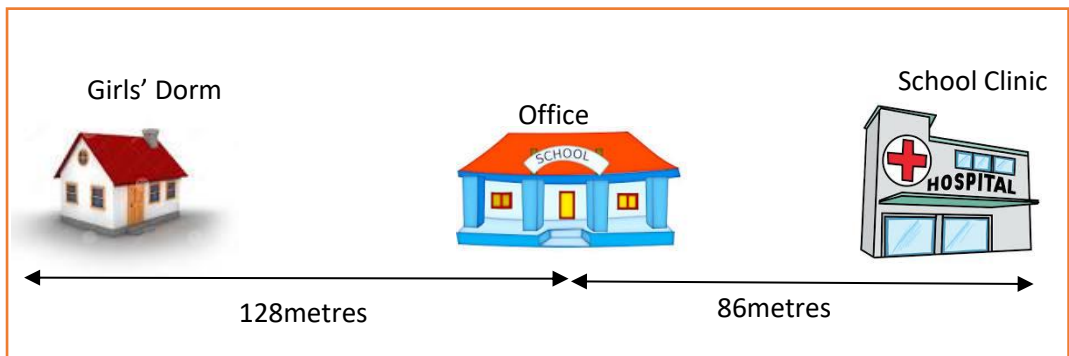 Girls’ Dorm
Office
School Clinic
SCHOOL
HOSPITAL
128metres
86metres